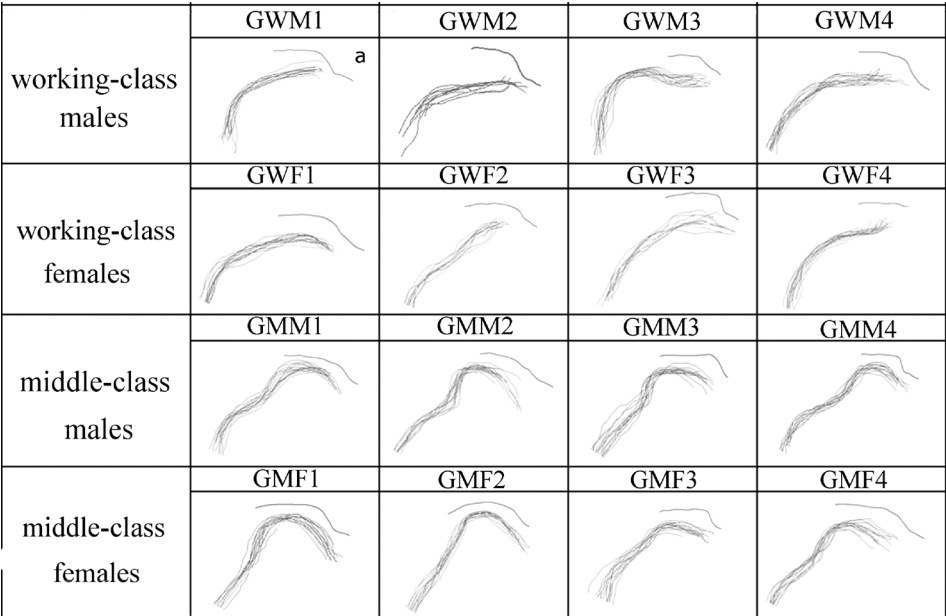 GWM1 GWM2 GWM3 GWM4
a
working-class
males
GWF1 GWF2 GWF3 GWF4
working-class
females
GMM1 GMM2 GMM3 GMM4
middle-class
males
GMF1 GMF2 GMF3 GMF4
middle-class
females